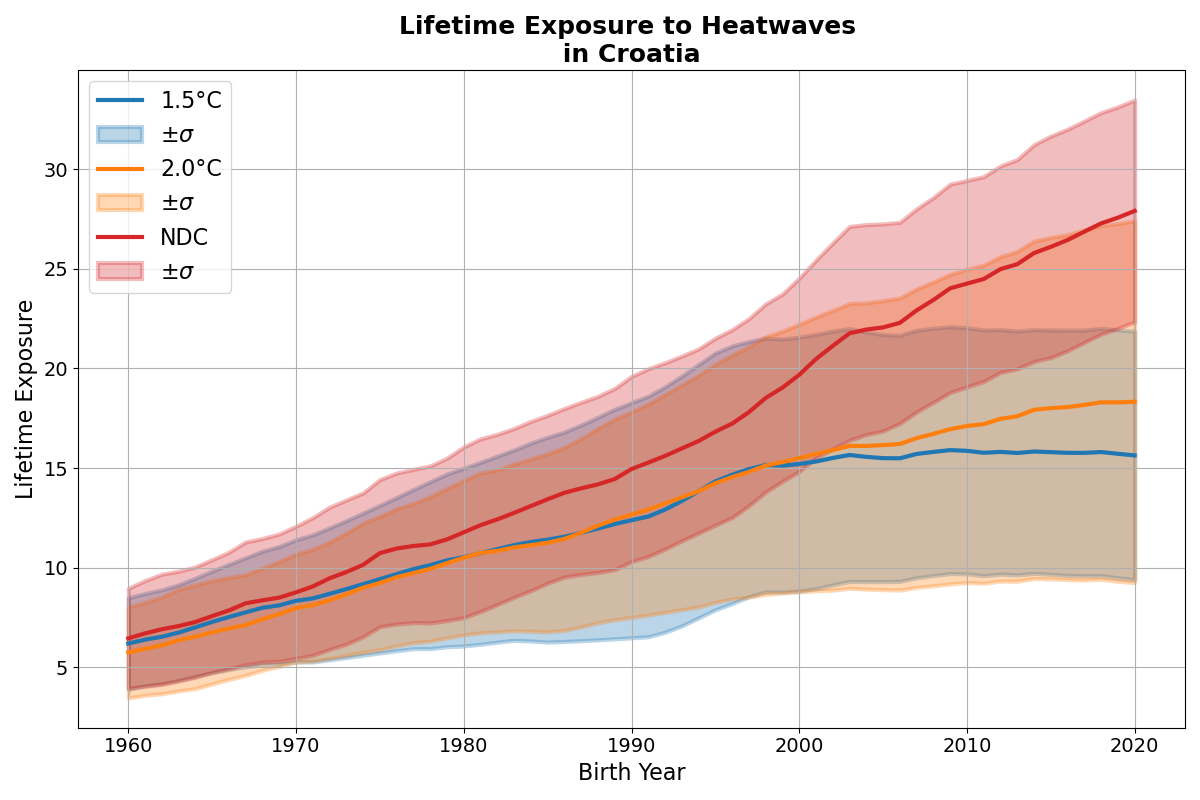 Lifetime Exposure to Heatwaves
in Croatia
1.5°C
±σ
2.0°C
±σ
NDC
±σ
Lifetime Exposure
30
25
20
15
10
5
1960 1970 1980 1990 2000 2010 2020
Birth Year